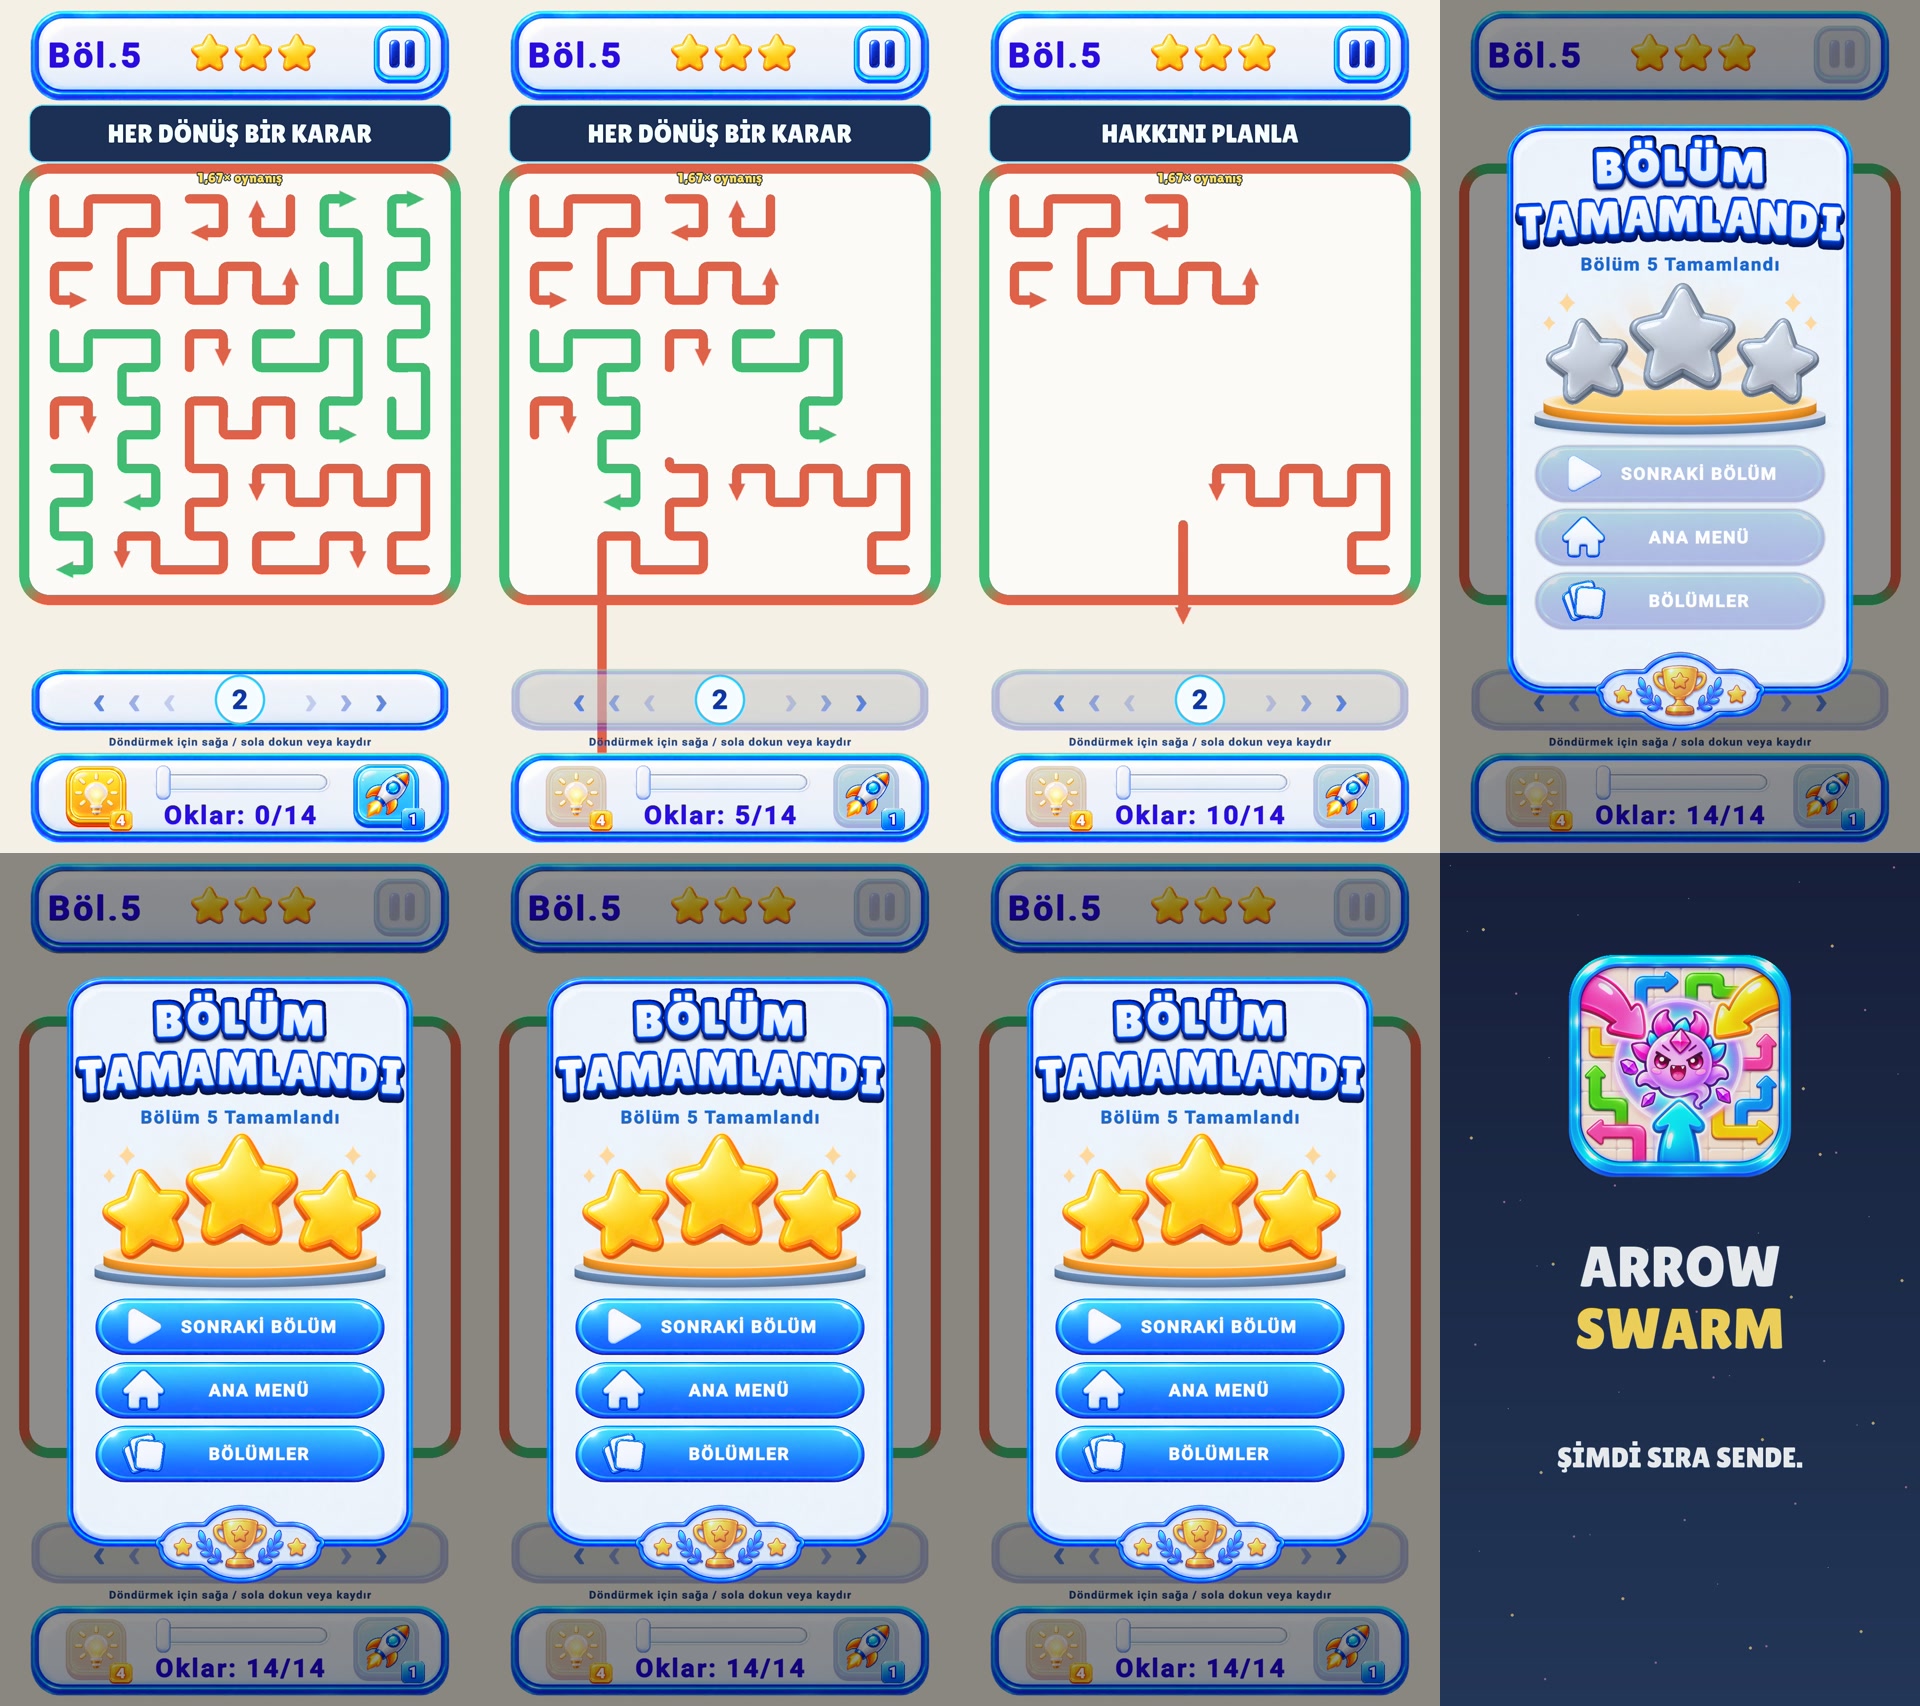 Böl.5
HER DÖNÜŞ BİR KARAR
1,67× oynanış
2
Döndürmek için sağa / sola dokun veya kaydır
4
Oklar: 0/14
1
Böl.5
HER DÖNÜŞ BİR KARAR
1,67× oynanış
2
Döndürmek için sağa / sola dokun veya kaydır
4
Oklar: 5/14
1
Böl.5
HAKKINI PLANLA
1,67× oynanış
2
Döndürmek için sağa / sola dokun veya kaydır
4
Oklar: 10/14
1
Böl.5
BÖLÜM
TAMAMLANDI
Bölüm 5 Tamamlandı
SONRAKİ BÖLÜM
ANA MENÜ
BÖLÜMLER
Döndürmek için sağa / sola dokun veya kaydır
4
Oklar: 14/14
1
Böl.5
BÖLÜM
TAMAMLANDI
Bölüm 5 Tamamlandı
SONRAKİ BÖLÜM
ANA MENÜ
BÖLÜMLER
Döndürmek için sağa / sola dokun veya kaydır
4
Oklar: 14/14
1
Böl.5
BÖLÜM
TAMAMLANDI
Bölüm 5 Tamamlandı
SONRAKİ BÖLÜM
ANA MENÜ
BÖLÜMLER
Döndürmek için sağa / sola dokun veya kaydır
4
Oklar: 14/14
1
Böl.5
BÖLÜM
TAMAMLANDI
Bölüm 5 Tamamlandı
SONRAKİ BÖLÜM
ANA MENÜ
BÖLÜMLER
Döndürmek için sağa / sola dokun veya kaydır
4
Oklar: 14/14
1
ARROW
SWARM
ŞİMDİ SIRA SENDE.